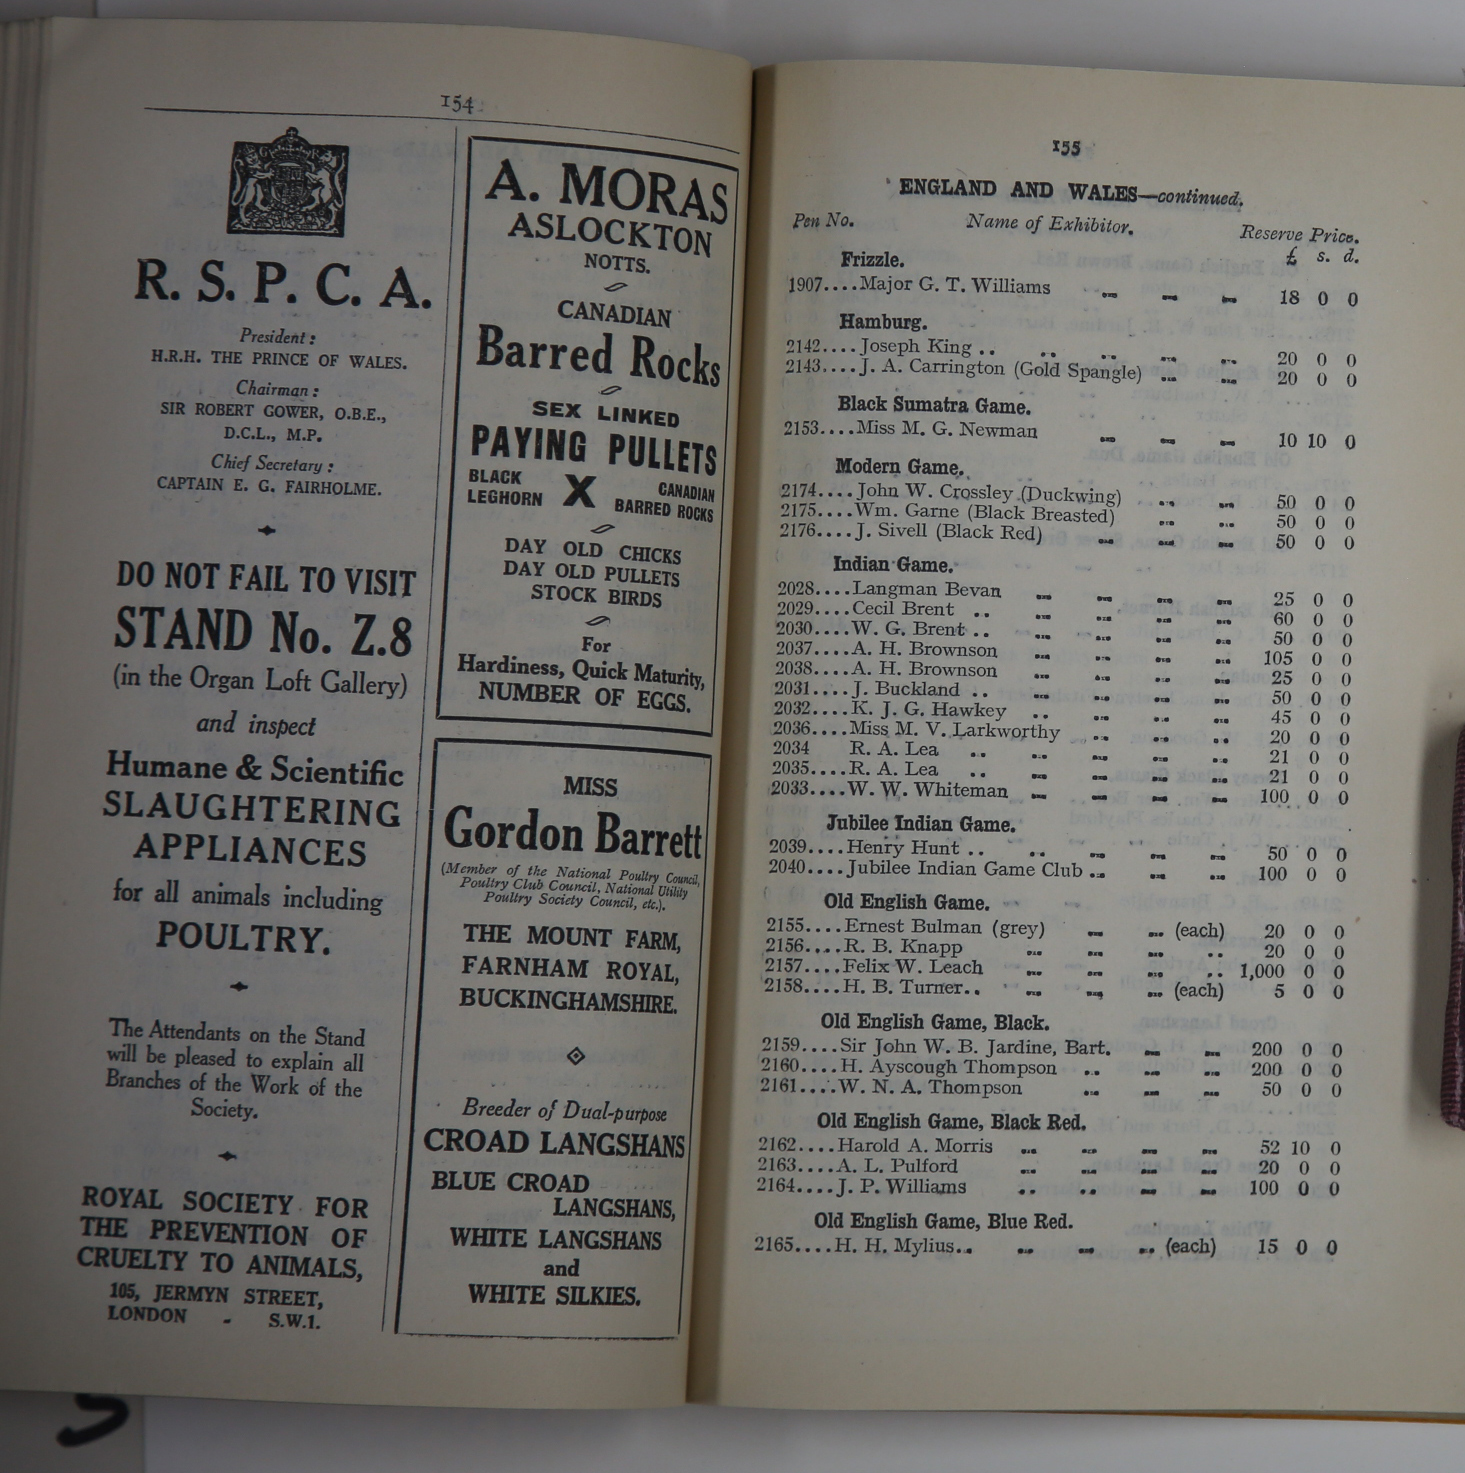 154
R. S. P. C. A.
President :
H.R.H. THE PRINCE OF WALES.
Chairman :
SIR ROBERT GOWER, O.B.E.,
D.C.L., M.P.
Chief Secretary :
CAPTAIN E. G. FAIRHOLME.
DO NOT FAIL TO VISIT
STAND No. Z.8
(in the Organ Loft Gallery)
and inspect
Humane & Scientific
SLAUGHTERING
APPLIANCES
for all animals including
POULTRY.
The Attendants on the Stand
will be pleased to explain all
Branches of the Work of the
Society.
ROYAL SOCIETY FOR
THE PREVENTION OF
CRUELTY TO ANIMALS,
105, JERMYN STREET,
LONDON - S.W.1.
A. MORAS
ASLOCKTON
NOTTS.
CANADIAN
Barred Rocks
SEX LINKED
PAYING PULLETS
BLACK LEGHORN X CANADIAN BARRED ROCKS
DAY OLD CHICKS
DAY OLD PULLETS
STOCK BIRDS
For
Hardiness, Quick Maturity,
NUMBER OF EGGS.
MISS
Gordon Barrett
(Member of the National Poultry Council,
Poultry Club Council, National Utility
Poultry Society Council, etc.).
THE MOUNT FARM,
FARNHAM ROYAL,
BUCKINGHAMSHIRE.
Breeder of Dual-purpose
CROAD LANGSHANS
BLUE CROAD
LANGSHANS,
WHITE LANGSHANS
and
WHITE SILKIES.
155
ENGLAND AND WALES—continued.
Pen No. Name of Exhibitor. Reserve Price.
£ s. d.
Frizzle.
1907....Major G. T. Williams .. .. .. 18 0 0
Hamburg.
2142....Joseph King .. .. .. .. .. 20 0 0
2143....J. A. Carrington (Gold Spangle) .. .. 20 0 0
Black Sumatra Game.
2153....Miss M. G. Newman .. .. .. 10 10 0
Modern Game.
2174....John W. Crossley (Duckwing) .. .. 50 0 0
2175....Wm. Garne (Black Breasted) .. .. 50 0 0
2176....J. Sivell (Black Red) .. .. .. 50 0 0
Indian Game.
2028....Langman Bevan .. .. .. .. 25 0 0
2029....Cecil Brent .. .. .. .. .. 60 0 0
2030....W. G. Brent .. .. .. .. .. 50 0 0
2037....A. H. Brownson .. .. .. .. 105 0 0
2038....A. H. Brownson .. .. .. .. 25 0 0
2031....J. Buckland .. .. .. .. .. 50 0 0
2032....K. J. G. Hawkey .. .. .. .. 45 0 0
2036....Miss M. V. Larkworthy .. .. .. 20 0 0
2034 R. A. Lea .. .. .. .. 21 0 0
2035....R. A. Lea .. .. .. .. .. 21 0 0
2033....W. W. Whiteman .. .. .. .. 100 0 0
Jubilee Indian Game.
2039....Henry Hunt .. .. .. .. .. 50 0 0
2040....Jubilee Indian Game Club .. .. .. 100 0 0
Old English Game.
2155....Ernest Bulman (grey) .. .. (each) 20 0 0
2156....R. B. Knapp .. .. .. .. 20 0 0
2157....Felix W. Leach .. .. .. .. 1,000 0 0
2158....H. B. Turner.. .. .. .. (each) 5 0 0
Old English Game, Black.
2159....Sir John W. B. Jardine, Bart. .. .. 200 0 0
2160....H. Ayscough Thompson .. .. .. 200 0 0
2161....W. N. A. Thompson .. .. .. 50 0 0
Old English Game, Black Red.
2162....Harold A. Morris .. .. .. .. 52 10 0
2163....A. L. Pulford .. .. .. .. 20 0 0
2164....J. P. Williams .. .. .. .. 100 0 0
Old English Game, Blue Red.
2165....H. H. Mylius.. .. .. .. (each) 15 0 0